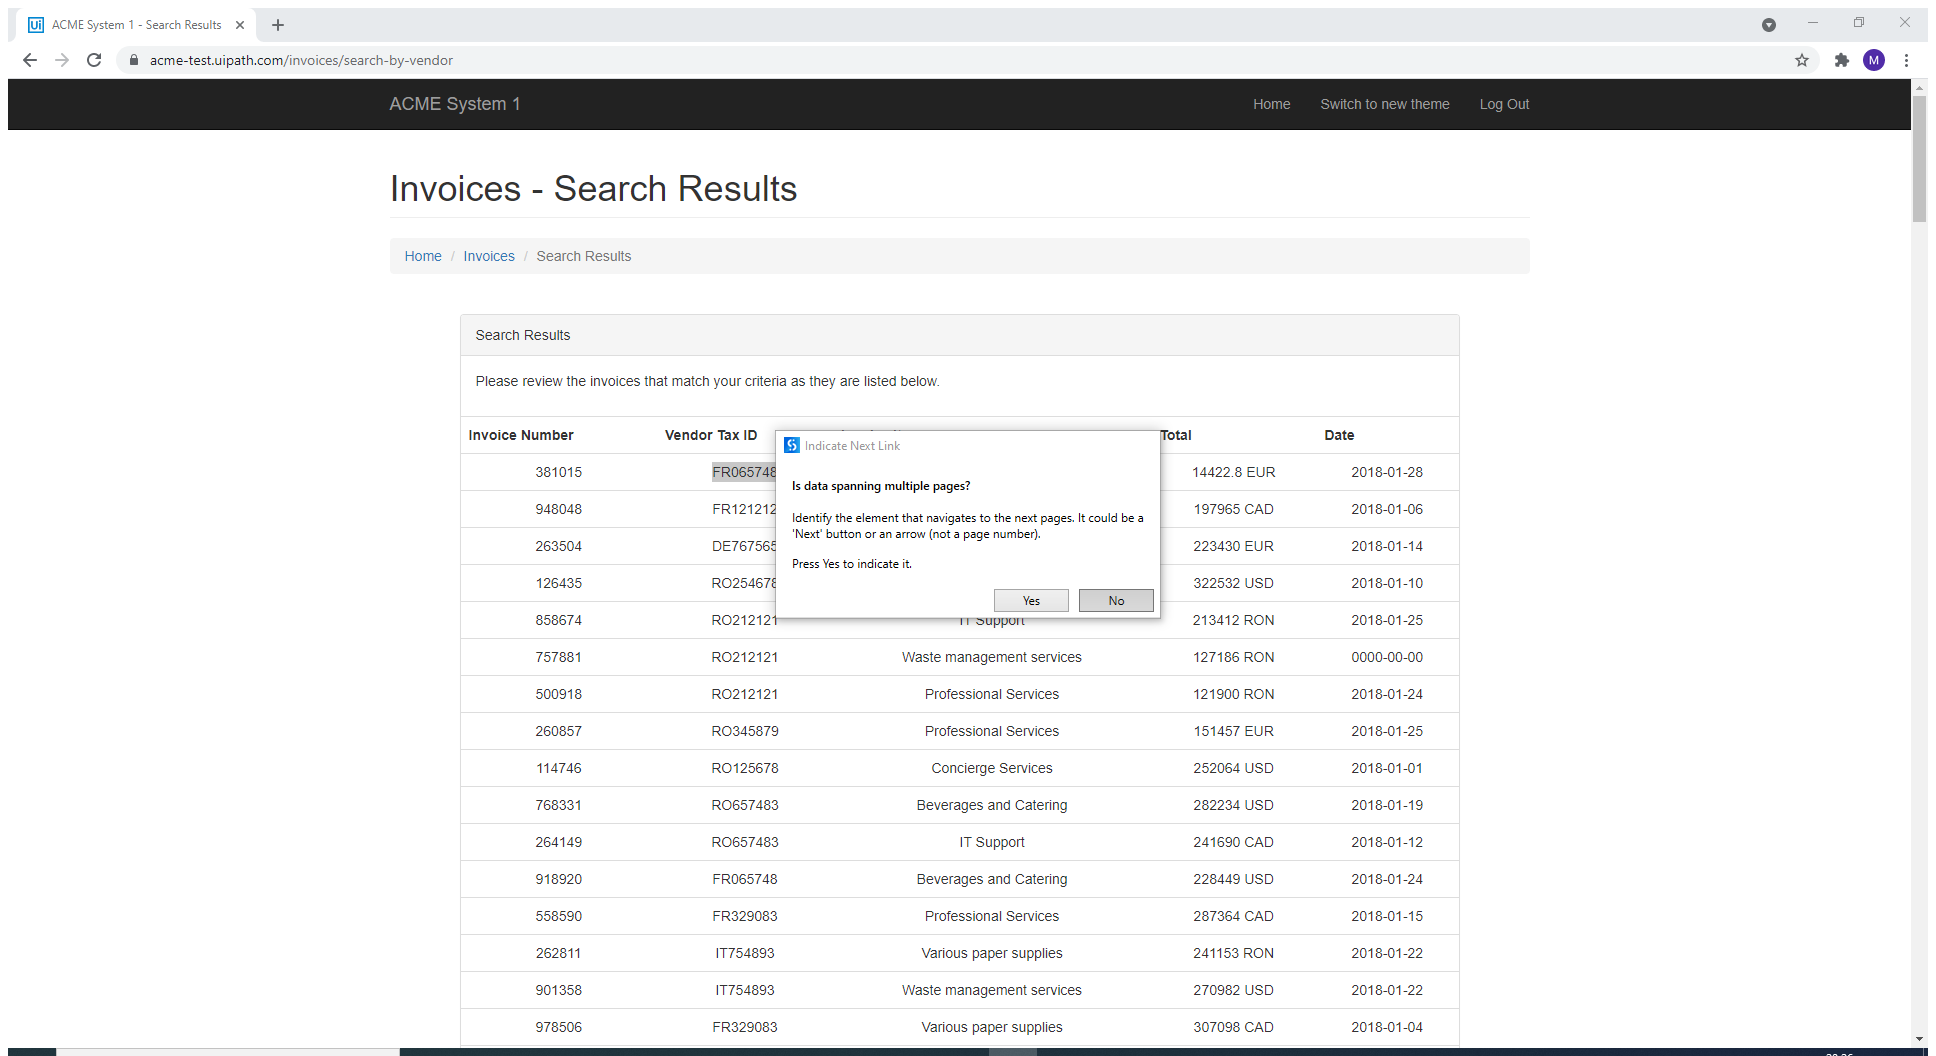 ACME System 1 - Search Results
acme-test.uipath.com/invoices/search-by-vendor
M
ACME System 1 Home Switch to new theme Log Out
Invoices - Search Results
Home / Invoices / Search Results
Search Results
Please review the invoices that match your criteria as they are listed below.
Invoice Number Vendor Tax ID Total Date
381015 FR065748 14422.8 EUR 2018-01-28
948048 FR121212 197965 CAD 2018-01-06
263504 DE767565 223430 EUR 2018-01-14
126435 RO254678 322532 USD 2018-01-10
858674 RO212121 IT Support 213412 RON 2018-01-25
757881 RO212121 Waste management services 127186 RON 0000-00-00
500918 RO212121 Professional Services 121900 RON 2018-01-24
260857 RO345879 Professional Services 151457 EUR 2018-01-25
114746 RO125678 Concierge Services 252064 USD 2018-01-01
768331 RO657483 Beverages and Catering 282234 USD 2018-01-19
264149 RO657483 IT Support 241690 CAD 2018-01-12
918920 FR065748 Beverages and Catering 228449 USD 2018-01-24
558590 FR329083 Professional Services 287364 CAD 2018-01-15
262811 IT754893 Various paper supplies 241153 RON 2018-01-22
901358 IT754893 Waste management services 270982 USD 2018-01-22
978506 FR329083 Various paper supplies 307098 CAD 2018-01-04
Indicate Next Link
Is data spanning multiple pages?
Identify the element that navigates to the next pages. It could be a
'Next' button or an arrow (not a page number).
Press Yes to indicate it.
Yes No